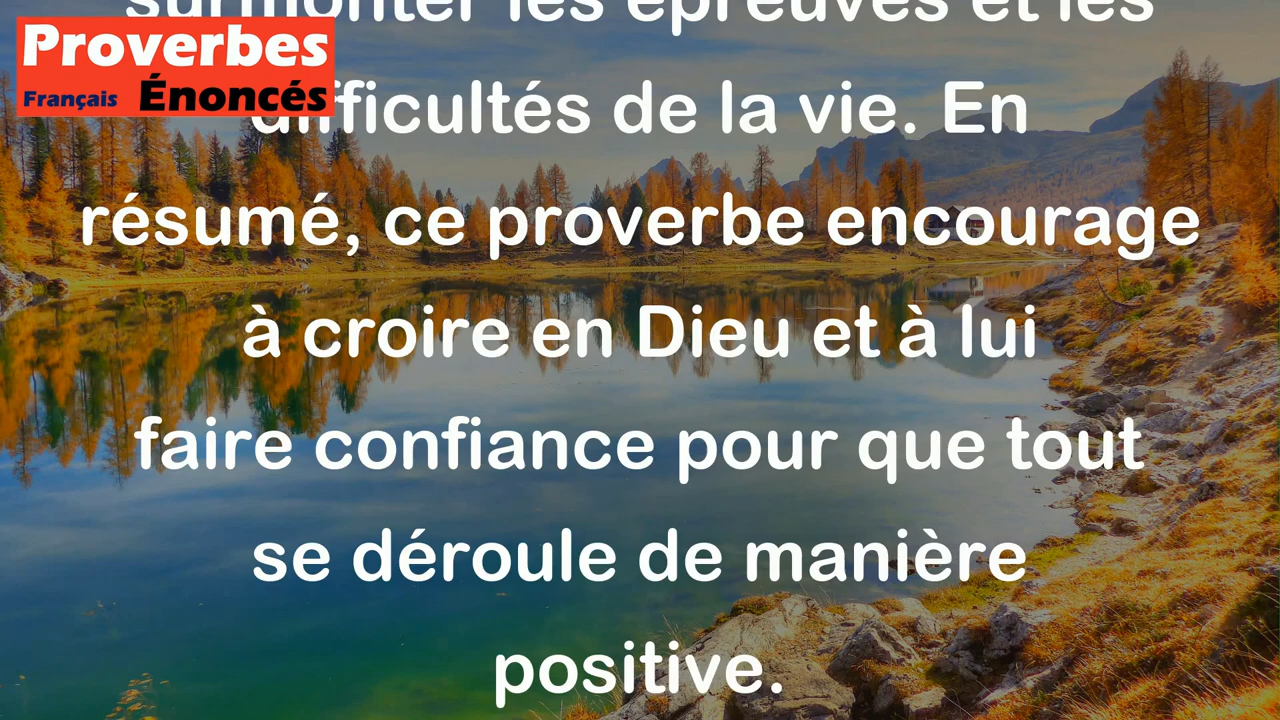 surmonter les épreuves et les
Proverbes
Français Énoncés
difficultés de la vie. En
résumé, ce proverbe encourage
à croire en Dieu et à lui
faire confiance pour que tout
se déroule de manière
positive.